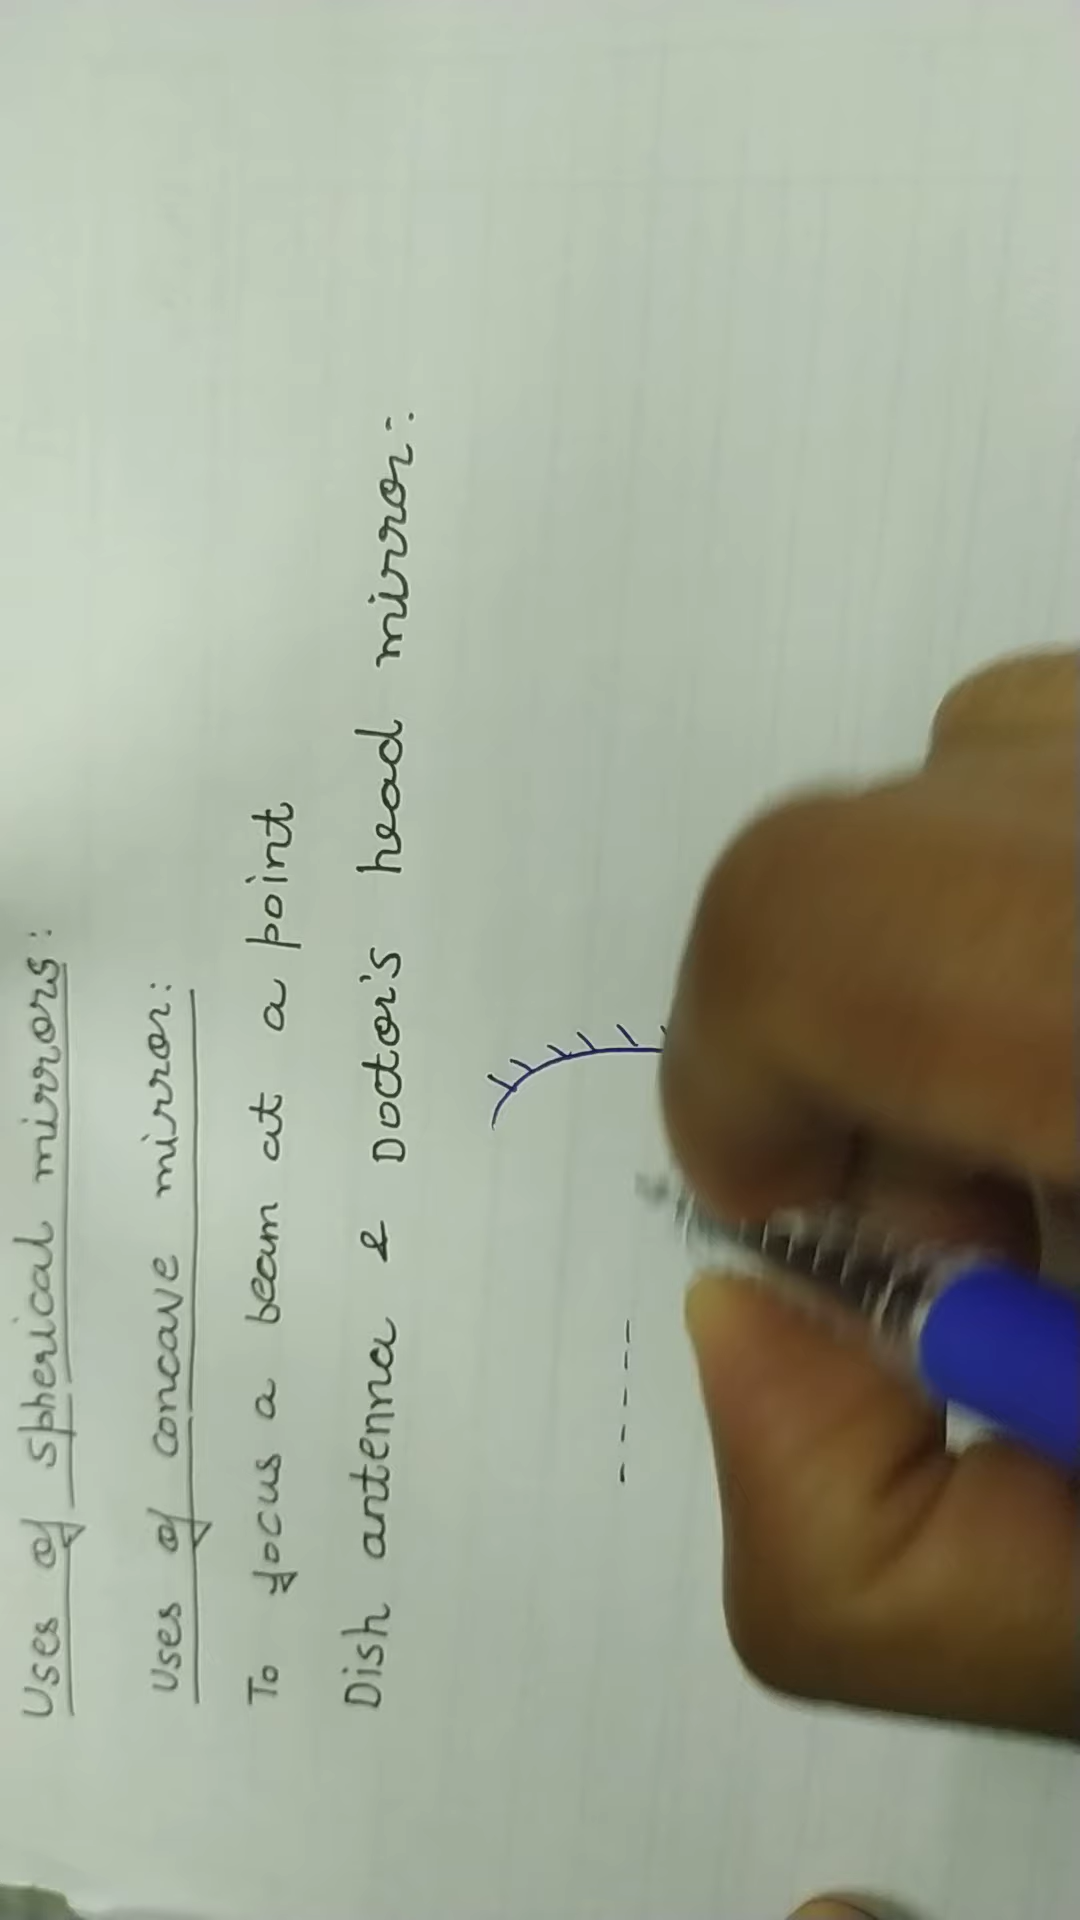 Uses of spherical mirrors:
Uses of concave mirror:
To focus a beam at a point
Dish antenna & Doctor's head mirror: